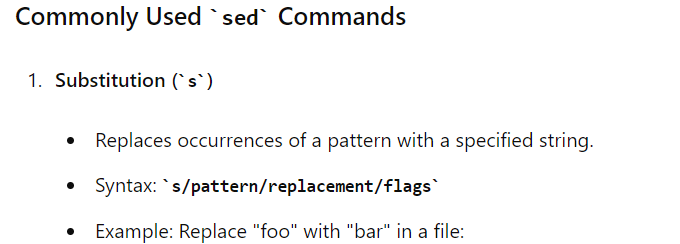 Commonly Used `sed` Commands
1. Substitution (`s`)
• Replaces occurrences of a pattern with a specified string.
• Syntax: `s/pattern/replacement/flags`
• Example: Replace "foo" with "bar" in a file: